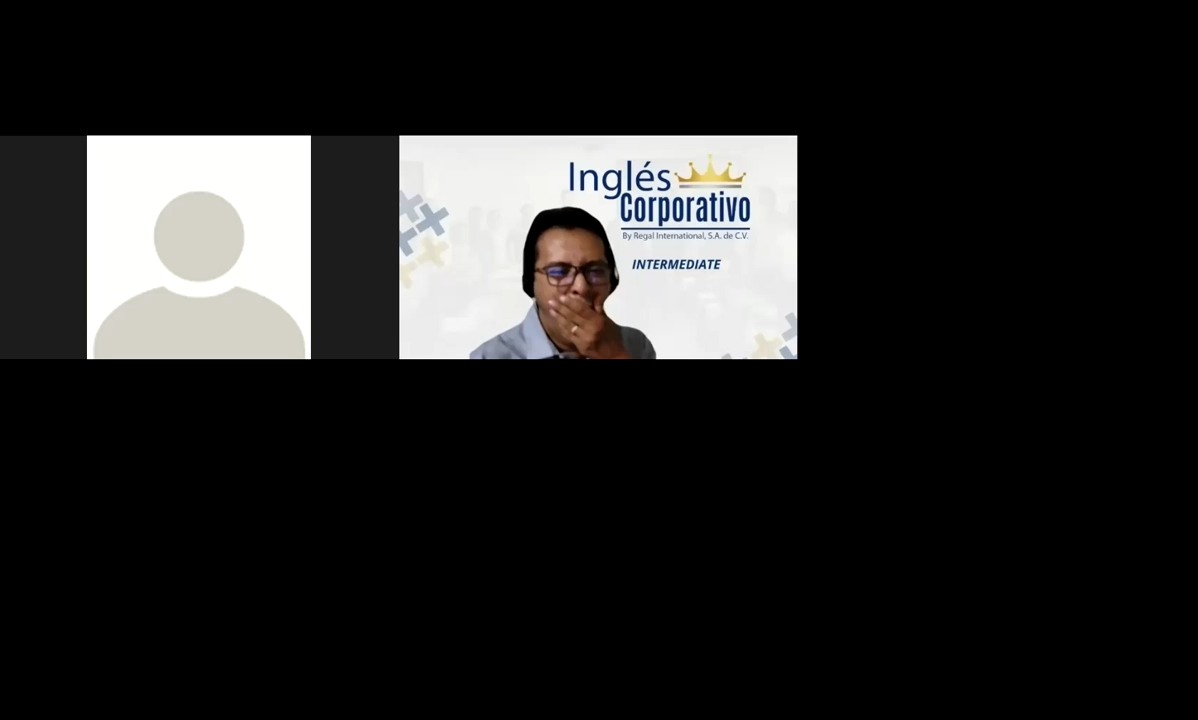 Inglés
Corporativo
By Regal International, S.A. de C.V.
INTERMEDIATE